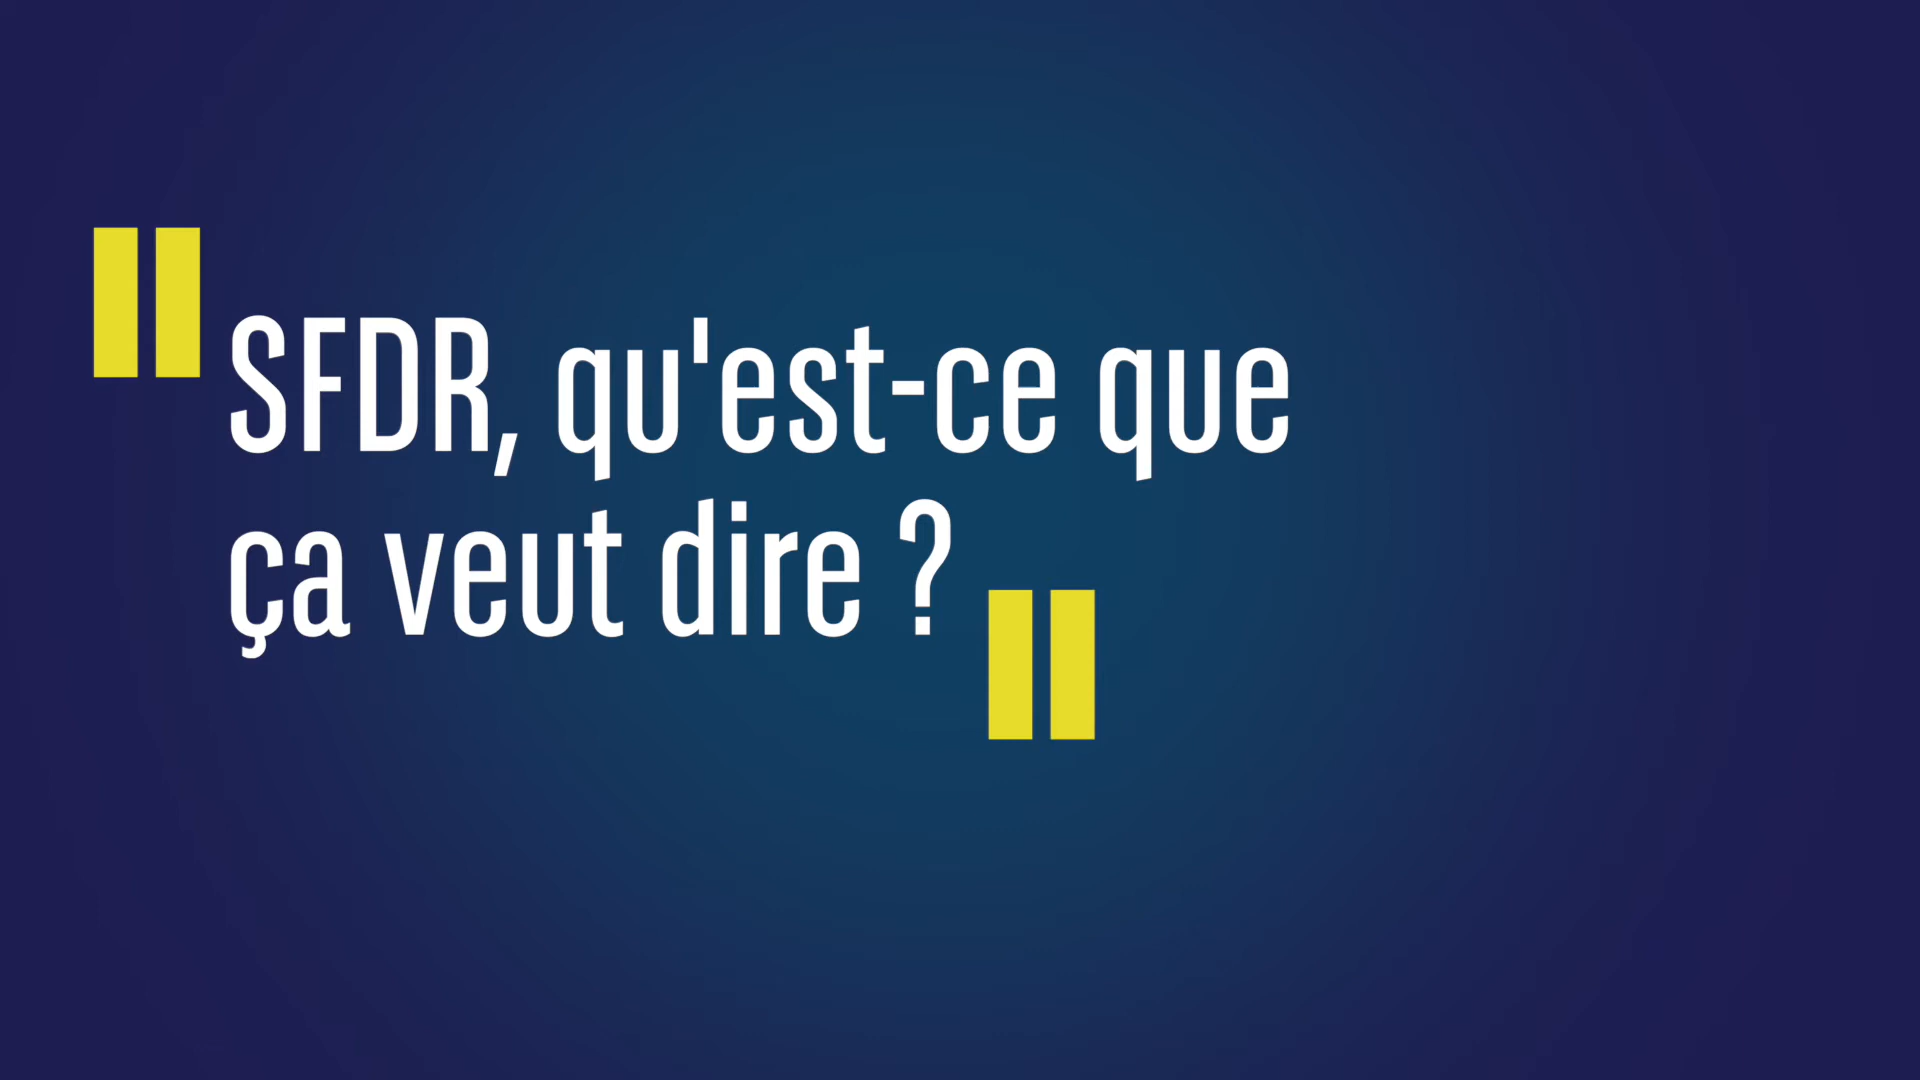 "SFDR, qu'est-ce que
ça veut dire ?"